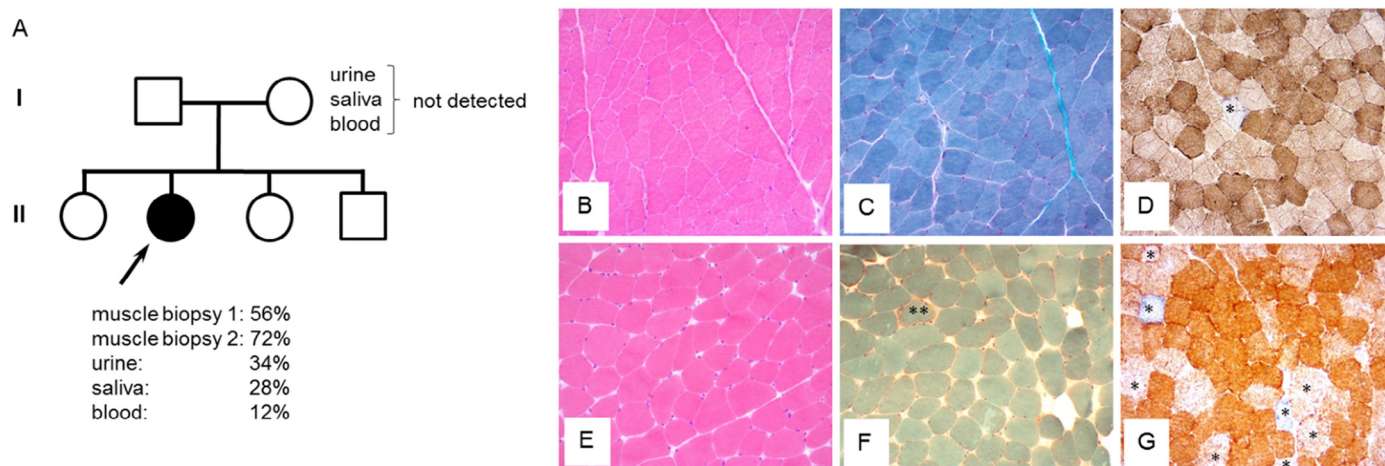 A
I
urine
saliva
blood
not detected
II
muscle biopsy 1: 56%
muscle biopsy 2: 72%
urine: 34%
saliva: 28%
blood: 12%
B
C
*
D
E
**
F
*
*
*
*
*
*
*
*
G